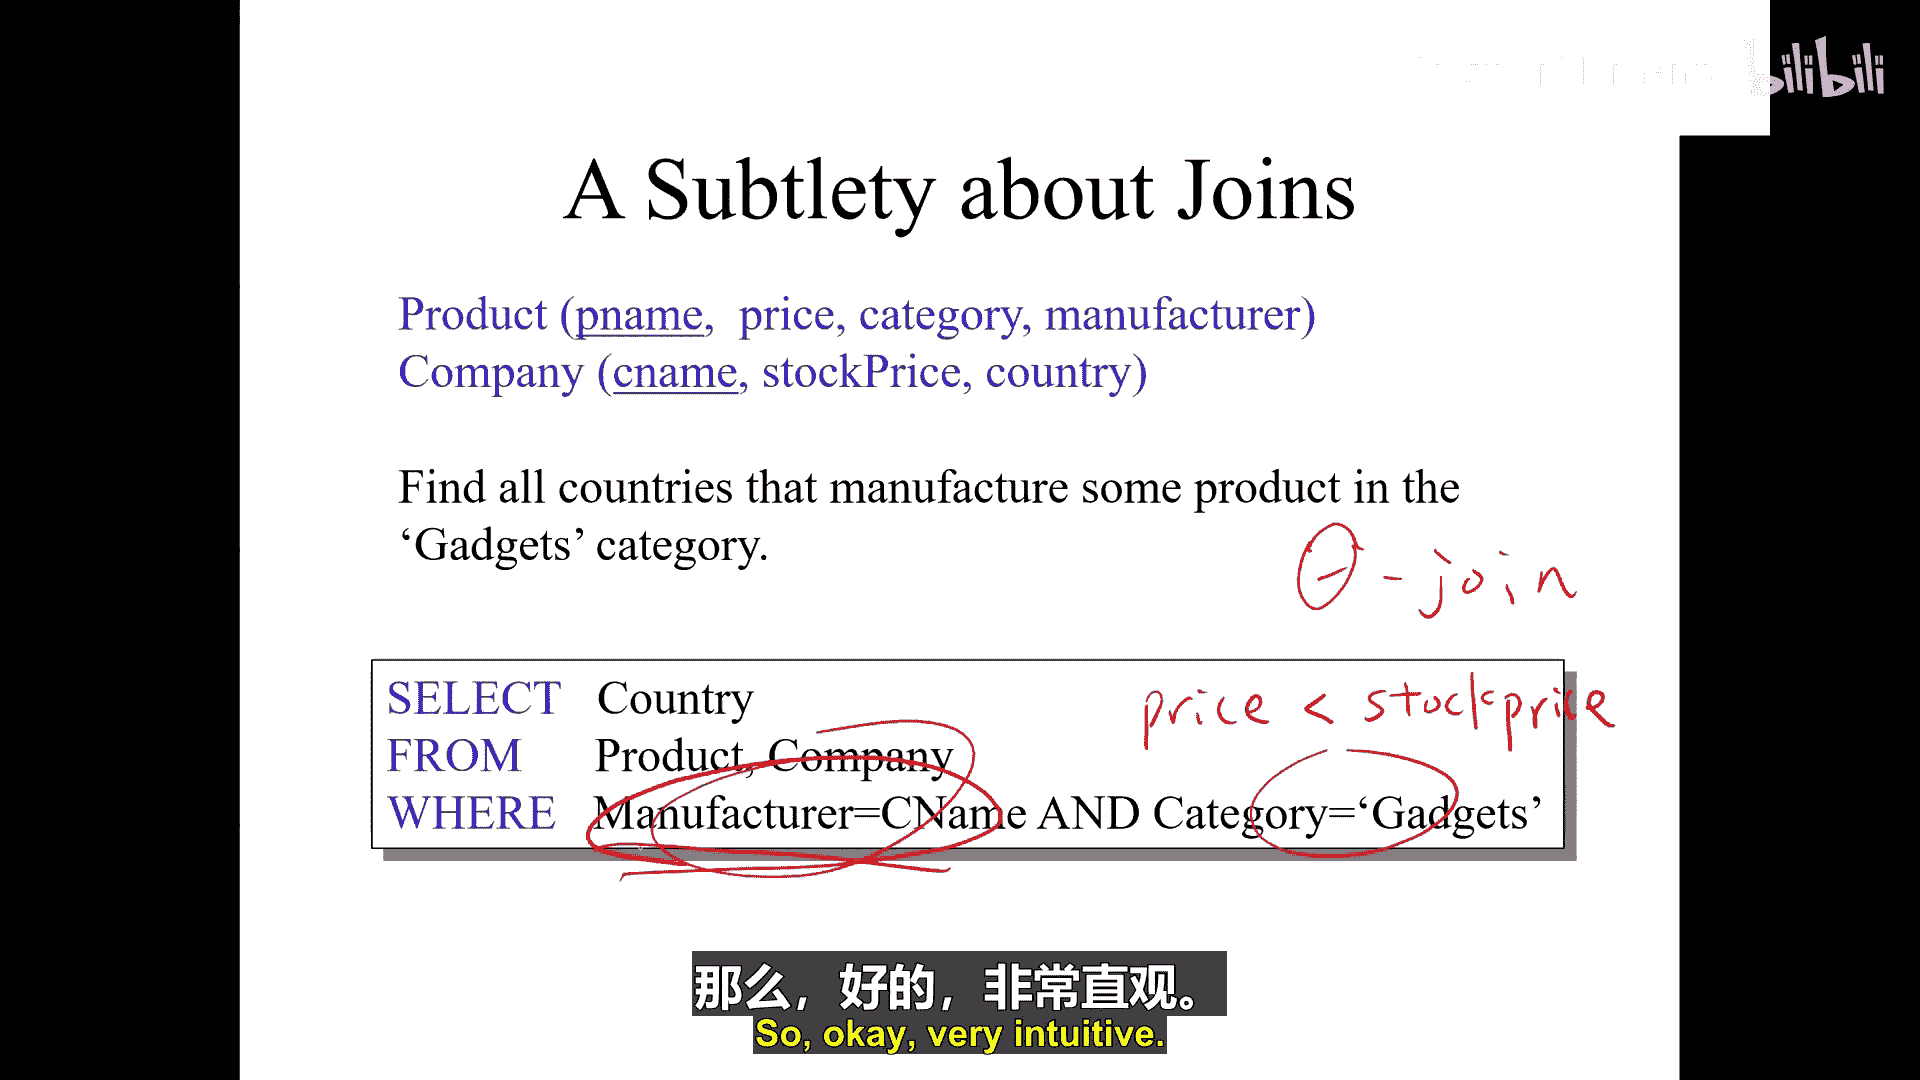 bilibili
A Subtlety about Joins
Product (pname, price, category, manufacturer)
Company (cname, stockPrice, country)
Find all countries that manufacture some product in the
‘Gadgets’ category.
θ-join
SELECT Country
price < stockprice
FROM Product, Company
WHERE Manufacturer=CName AND Category=‘Gadgets’
那么，好的，非常直观。
So, okay, very intuitive.